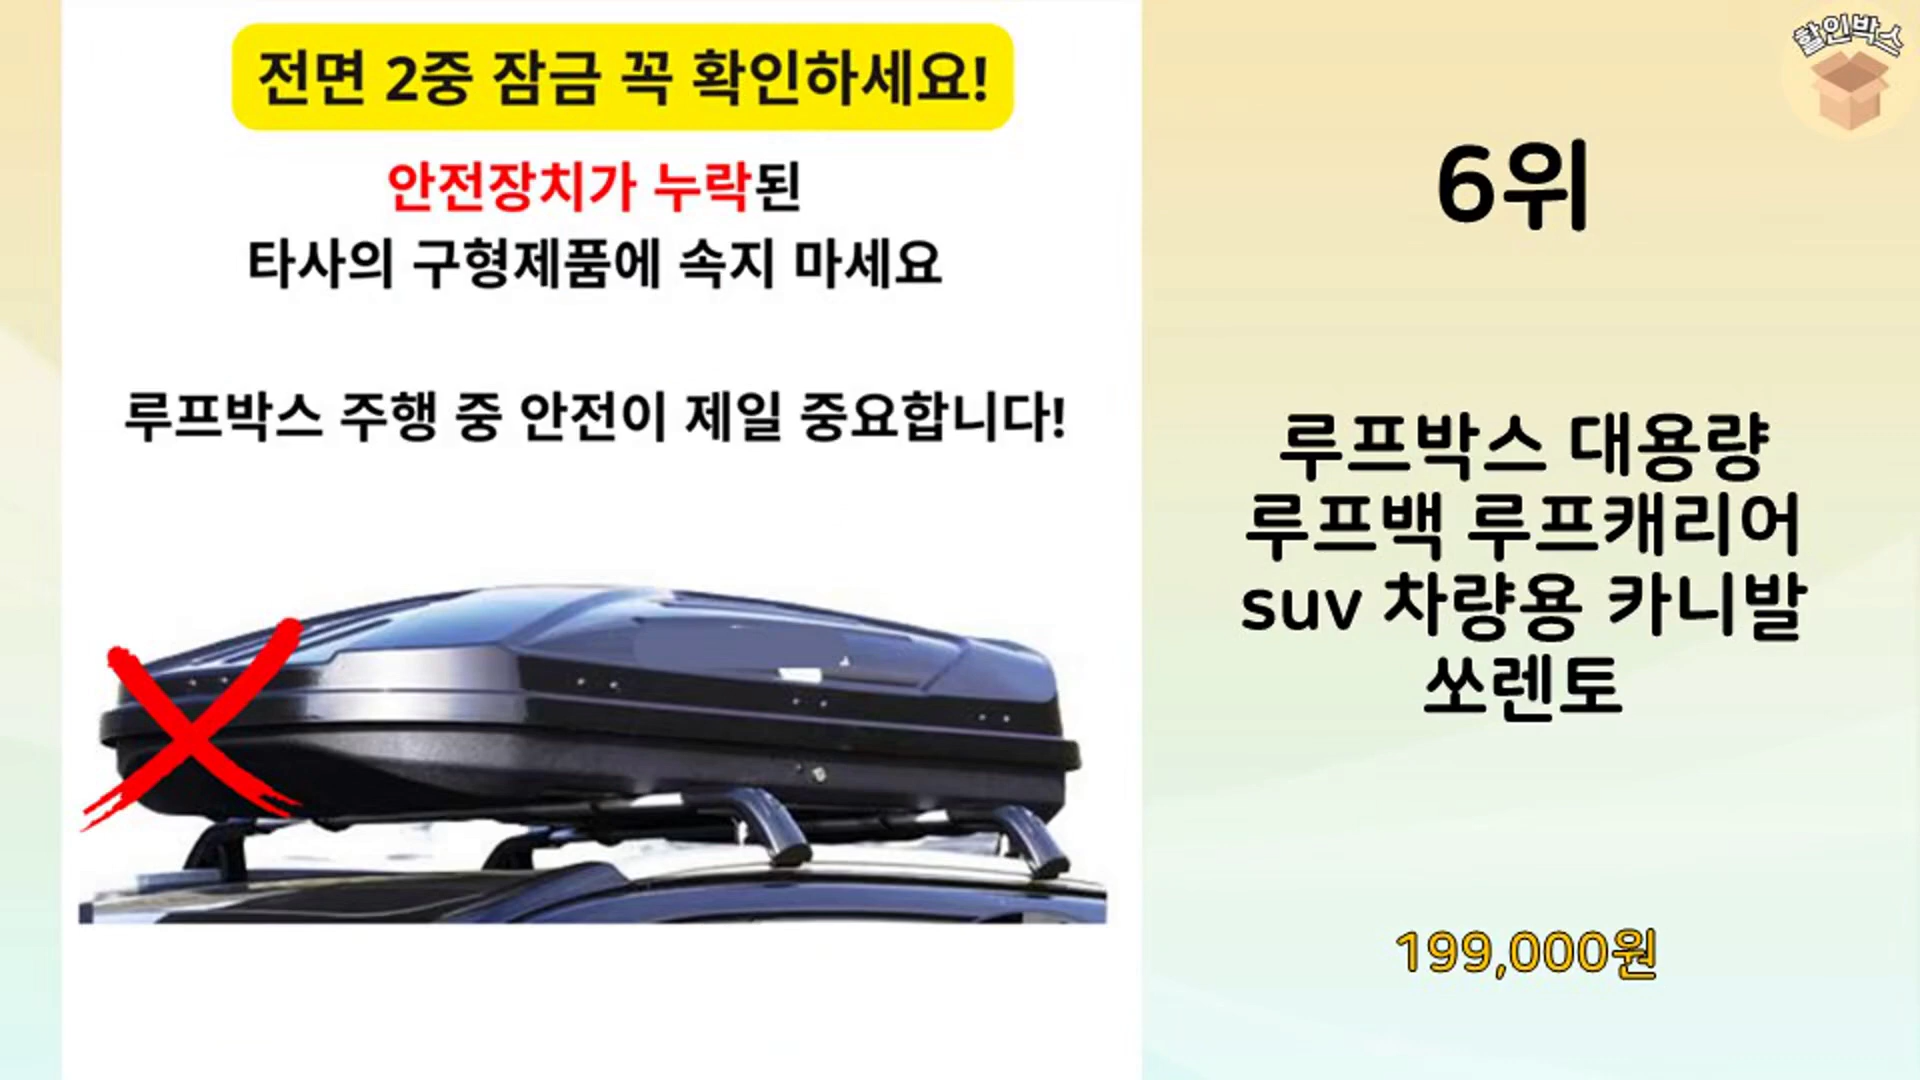 전면 2중 잠금 꼭 확인하세요!
안전장치가 누락된
타사의 구형제품에 속지 마세요
루프박스 주행 중 안전이 제일 중요합니다!
할인박스
6위
루프박스 대용량
루프백 루프캐리어
suv 차량용 카니발
쏘렌토
199,000원